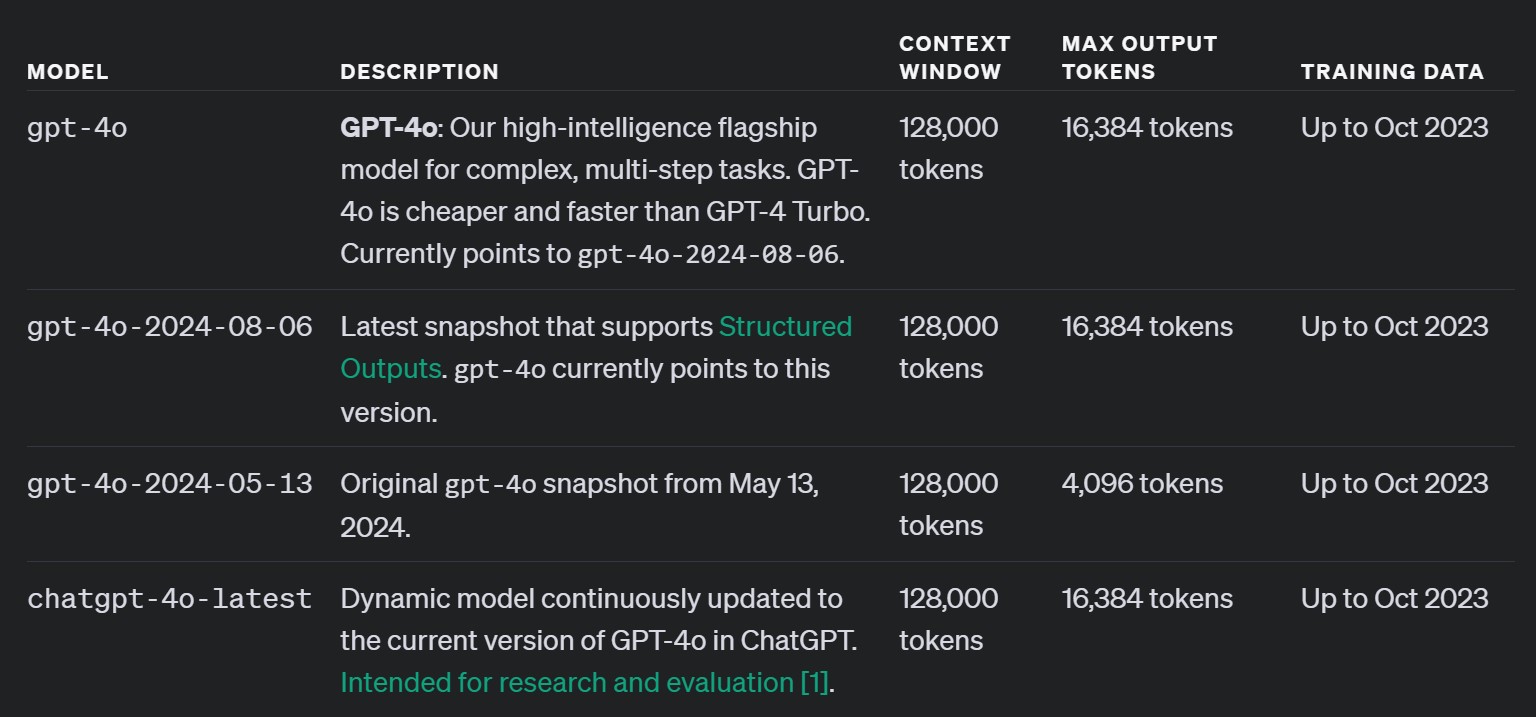 MODEL DESCRIPTION CONTEXT WINDOW MAX OUTPUT TOKENS TRAINING DATA
gpt-4o GPT-4o: Our high-intelligence flagship 128,000 16,384 tokens Up to Oct 2023
model for complex, multi-step tasks. GPT- tokens
4o is cheaper and faster than GPT-4 Turbo.
Currently points to gpt-4o-2024-08-06.
gpt-4o-2024-08-06 Latest snapshot that supports Structured 128,000 16,384 tokens Up to Oct 2023
Outputs. gpt-4o currently points to this tokens
version.
gpt-4o-2024-05-13 Original gpt-4o snapshot from May 13, 128,000 4,096 tokens Up to Oct 2023
2024. tokens
chatgpt-4o-latest Dynamic model continuously updated to 128,000 16,384 tokens Up to Oct 2023
the current version of GPT-4o in ChatGPT. tokens
Intended for research and evaluation [1].